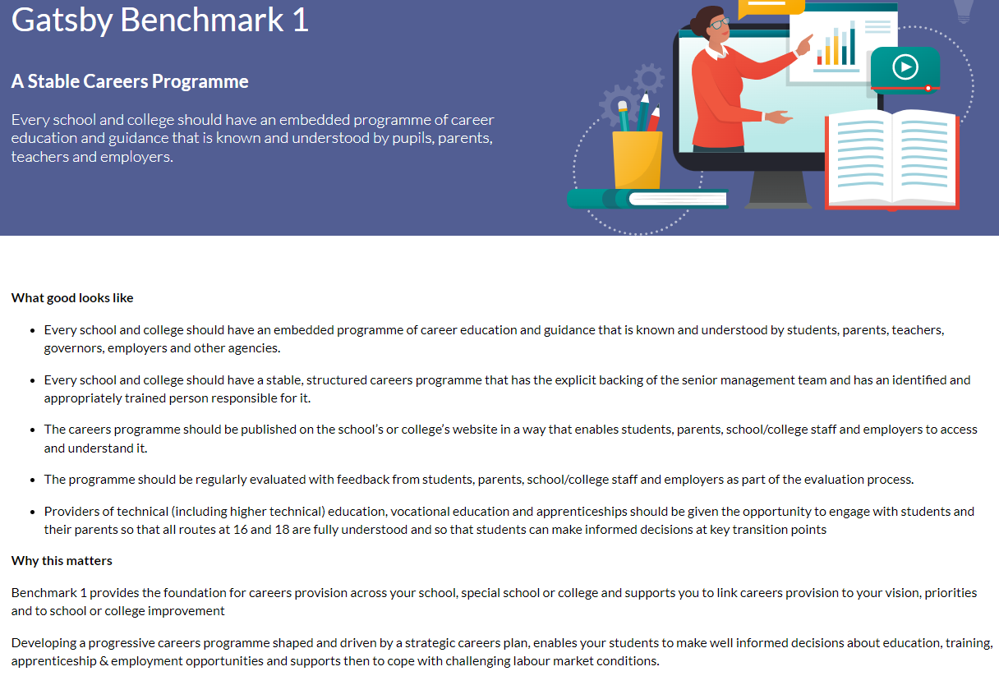 Gatsby Benchmark 1
A Stable Careers Programme
Every school and college should have an embedded programme of career
education and guidance that is known and understood by pupils, parents,
teachers and employers.
What good looks like
• Every school and college should have an embedded programme of career education and guidance that is known and understood by students, parents, teachers,
governors, employers and other agencies.
• Every school and college should have a stable, structured careers programme that has the explicit backing of the senior management team and has an identified and
appropriately trained person responsible for it.
• The careers programme should be published on the school’s or college’s website in a way that enables students, parents, school/college staff and employers to access
and understand it.
• The programme should be regularly evaluated with feedback from students, parents, school/college staff and employers as part of the evaluation process.
• Providers of technical (including higher technical) education, vocational education and apprenticeships should be given the opportunity to engage with students and
their parents so that all routes at 16 and 18 are fully understood and so that students can make informed decisions at key transition points
Why this matters
Benchmark 1 provides the foundation for careers provision across your school, special school or college and supports you to link careers provision to your vision, priorities
and to school or college improvement
Developing a progressive careers programme shaped and driven by a strategic careers plan, enables your students to make well informed decisions about education, training,
apprenticeship & employment opportunities and supports then to cope with challenging labour market conditions.